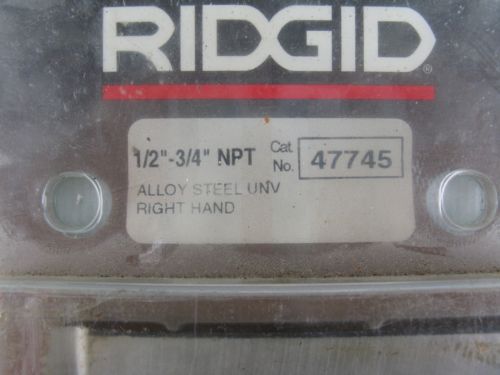 RIDGID®
1/2"-3/4" NPT Cat. No. 47745
ALLOY STEEL UNV
RIGHT HAND